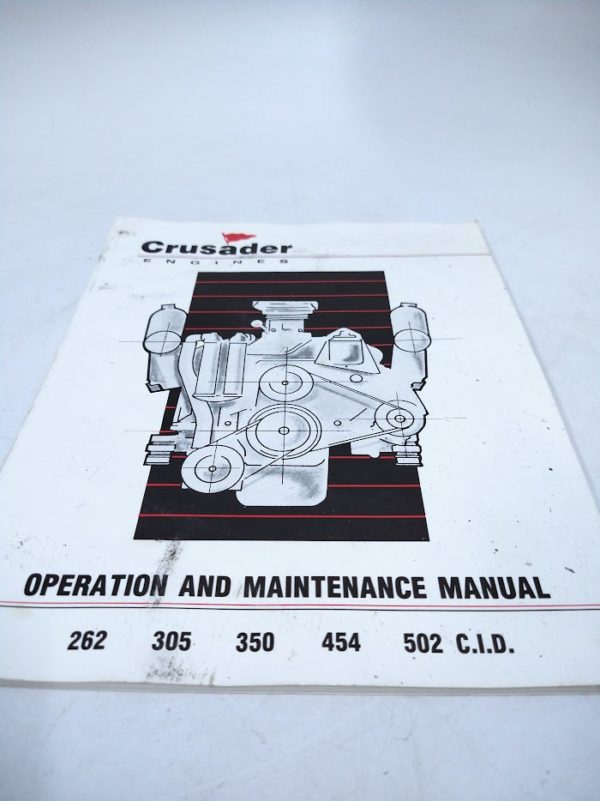 Crusader
ENGINES
OPERATION AND MAINTENANCE MANUAL
262 305 350 454 502 C.I.D.